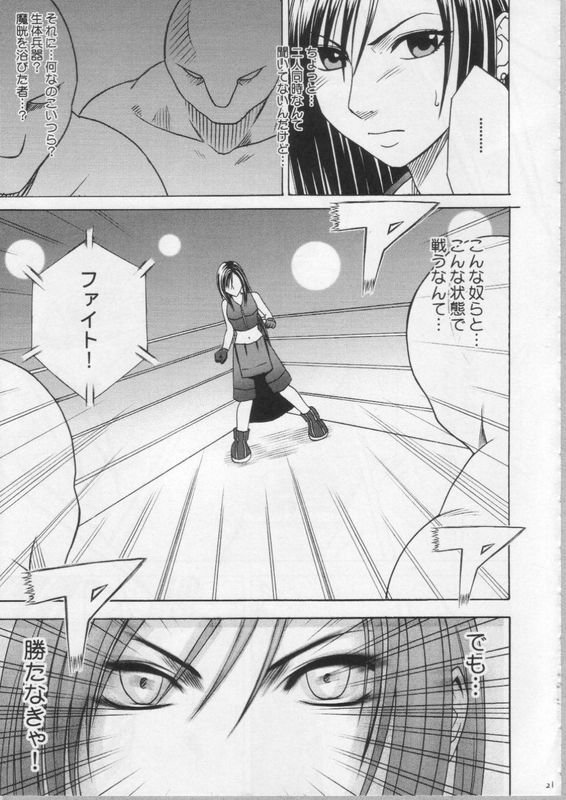 ………
ちょっと…
二人同時なんて
聞いてないんだけど…
それに…何なのこいつら？
生体兵器？
魔晄を浴びた者…？
こんな奴らと…
こんな状態で
戦うなんて…
ファイト！
ア
ア
ア
でも…
勝たなきゃ！
21